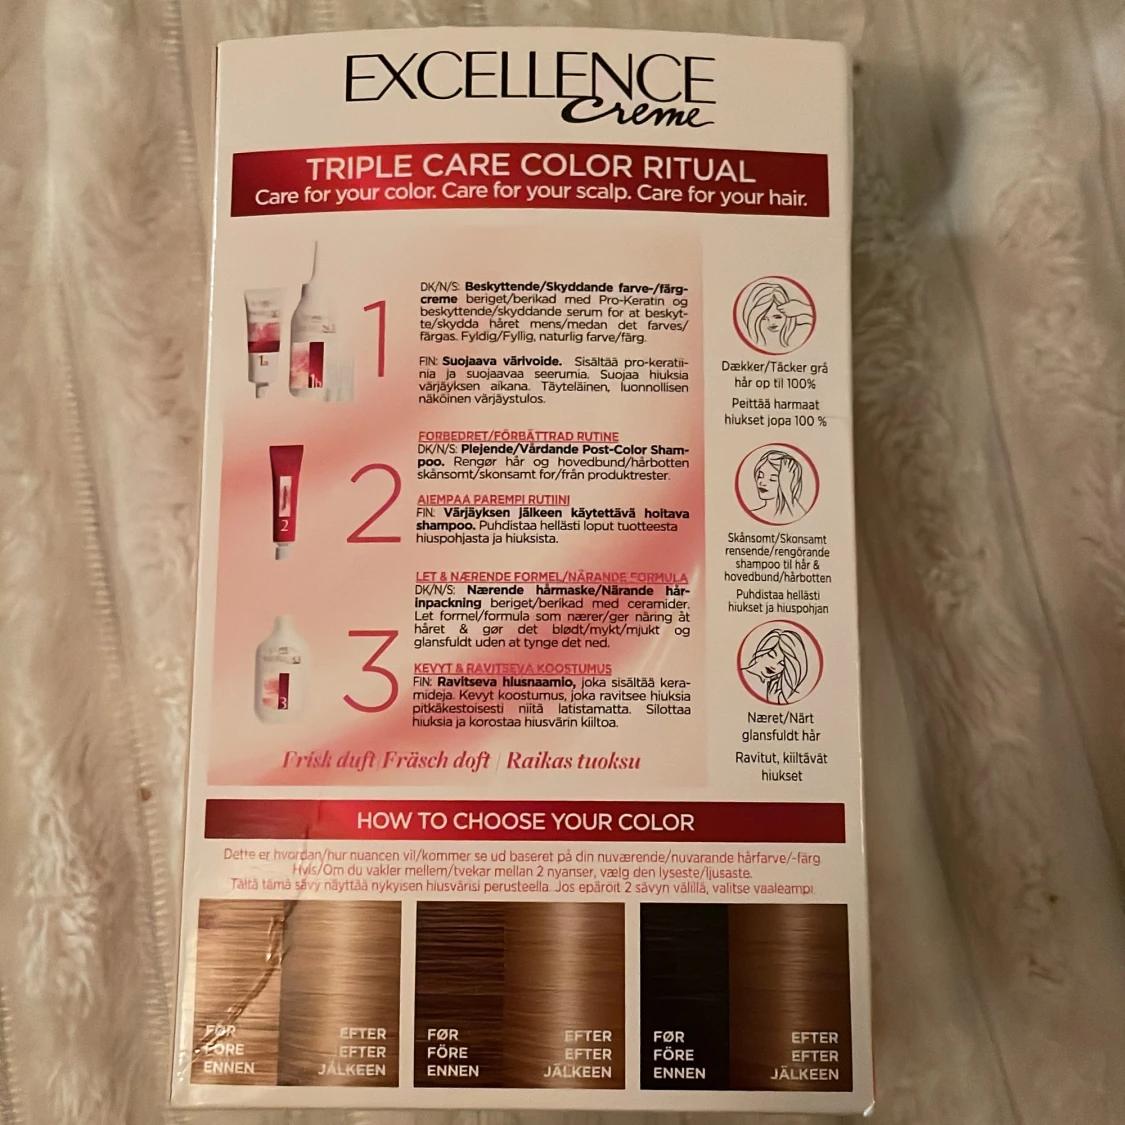 EXCELLENCE
Creme
TRIPLE CARE COLOR RITUAL
Care for your color. Care for your scalp. Care for your hair.
1
DK/N/S: Beskyttende/Skyddande farve-/färg-
creme beriget/berikad med Pro-Keratin og
beskyttende/skyddande serum for at beskyt-
te/skydda håret mens/medan det farves/
färgas. Fyldig/Fyllig, naturlig farve/färg.
FIN: Suojaava värivoide. Sisältää pro-keratii-
nia ja suojaavaa seerumia. Suojaa hiuksia
värjäyksen aikana. Täyteläinen, luonnollisen
näköinen värjäystulos.
Dækker/Täcker grå
hår op til 100%
Peittää harmaat
hiukset jopa 100 %
2
FORBEDRET/FÖRBÄTTRAD RUTINE
DK/N/S: Plejende/Vårdande Post-Color Sham-
poo. Rengør hår og hovedbund/hårbotten
skånsomt/skonsamt for/från produktrester.
AIEMPAA PAREMPI RUTIINI
FIN: Värjäyksen jälkeen käytettävä hoitava
shampoo. Puhdistaa hellästi loput tuotteesta
hiuspohjasta ja hiuksista.
2
Skånsomt/Skonsamt
rensende/rengörande
shampoo til hår &
hovedbund/hårbotten
Puhdistaa hellästi
hiukset ja hiuspohjan
3
LET & NÆRENDE FORMEL/NÄRANDE FORMULA
DK/N/S: Nærende hårmaske/Närande hår-
inpackning beriget/berikad med ceramider.
Let formel/formula som nærer/ger näring åt
håret & gør det blødt/mykt/mjukt og
glansfuldt uden at tynge det ned.
KEVYT & RAVITSEVA KOOSTUMUS
FIN: Ravitseva hiusnaamio, joka sisältää kera-
mideja. Kevyt koostumus, joka ravitsee hiuksia
pitkäkestoisesti niitä latistamatta. Silottaa
hiuksia ja korostaa hiusvärin kiiltoa.
3
Næret/Närt
glansfuldt hår
Ravitut, kiiltävät
hiukset
Frisk duft | Fräsch doft | Raikas tuoksu
HOW TO CHOOSE YOUR COLOR
Dette er hvordan/hur nuancen vil/kommer se ud baseret på din nuværende/nuvarande hårfarve/-färg
Hvis/Om du vakler mellem/tvekar mellan 2 nyanser, vælg den lyseste/ljusaste.
Tältä tämä sävy näyttää nykyisen hiusvärisi perusteella. Jos epäröit 2 sävyn välillä, valitse vaaleampi.
FØR
FÖRE
ENNEN
EFTER
EFTER
JÄLKEEN
FØR
FÖRE
ENNEN
EFTER
EFTER
JÄLKEEN
FØR
FÖRE
ENNEN
EFTER
EFTER
JÄLKEEN